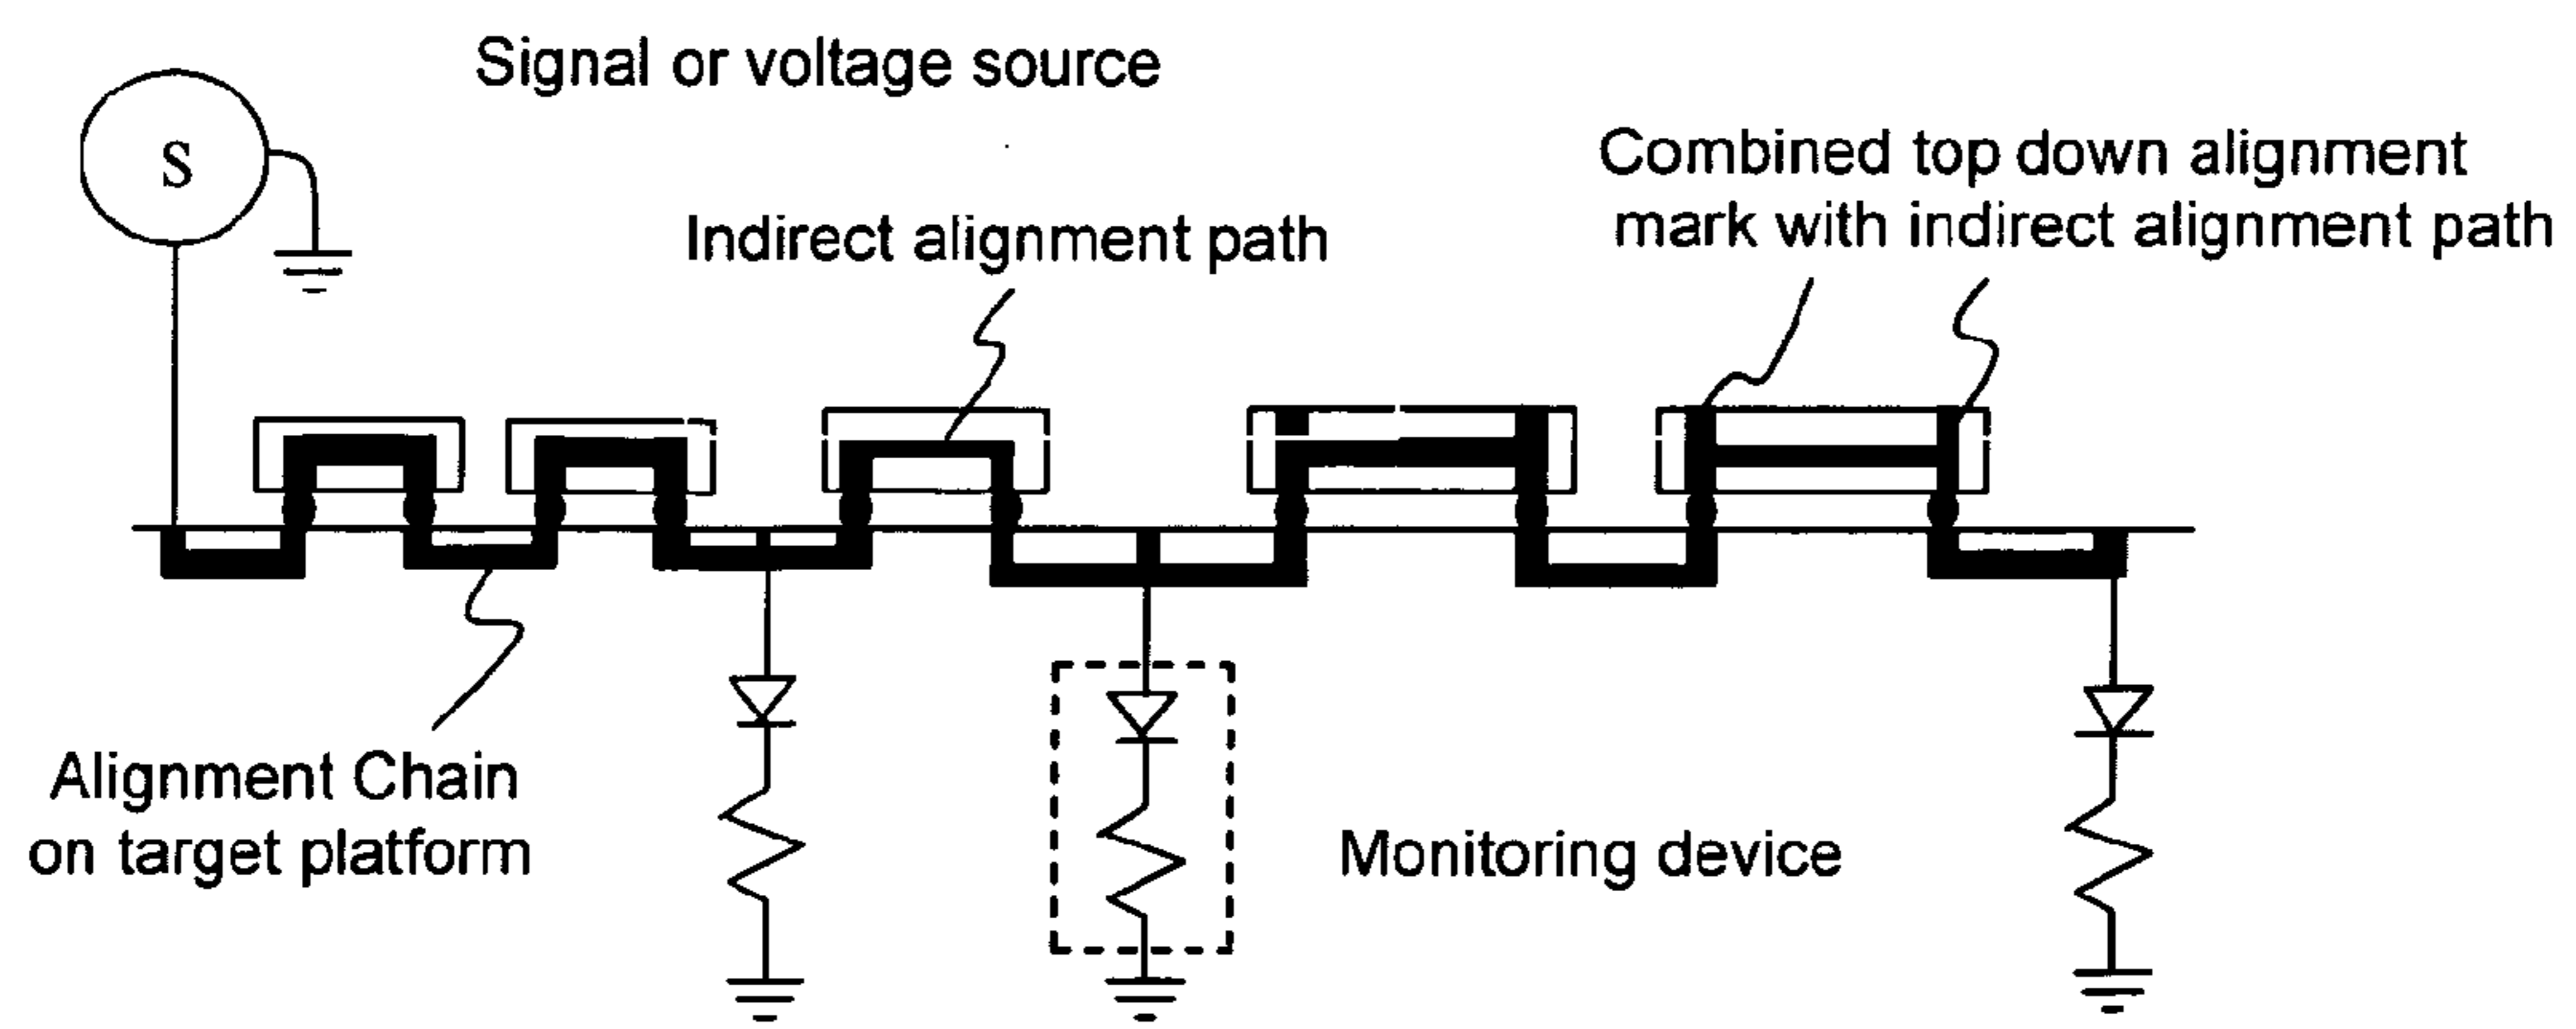 Signal or voltage source
S
Combined top down alignment
mark with indirect alignment path
Indirect alignment path
Alignment Chain
on target platform
Monitoring device